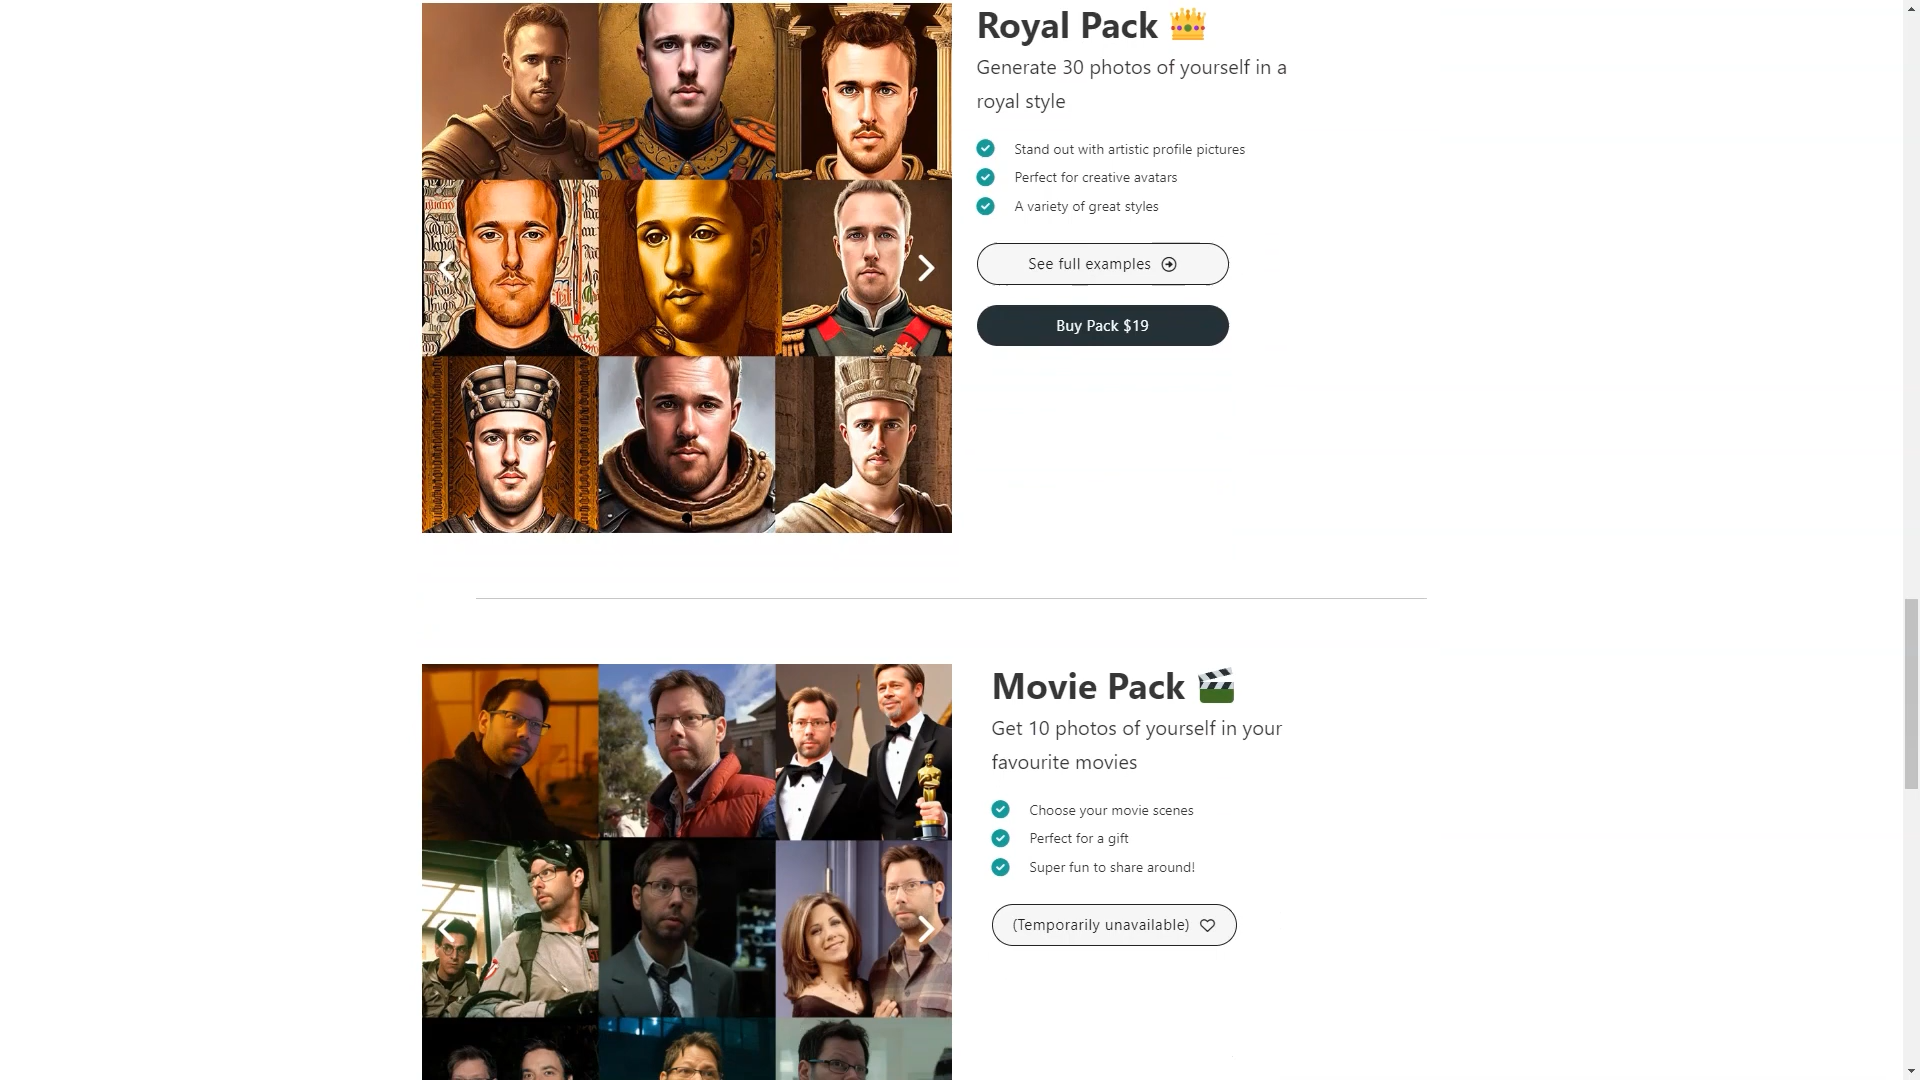 Royal Pack 👑
Generate 30 photos of yourself in a
royal style
Stand out with artistic profile pictures
Perfect for creative avatars
A variety of great styles
See full examples
Buy Pack $19
Movie Pack 🎬
Get 10 photos of yourself in your
favourite movies
Choose your movie scenes
Perfect for a gift
Super fun to share around!
(Temporarily unavailable)